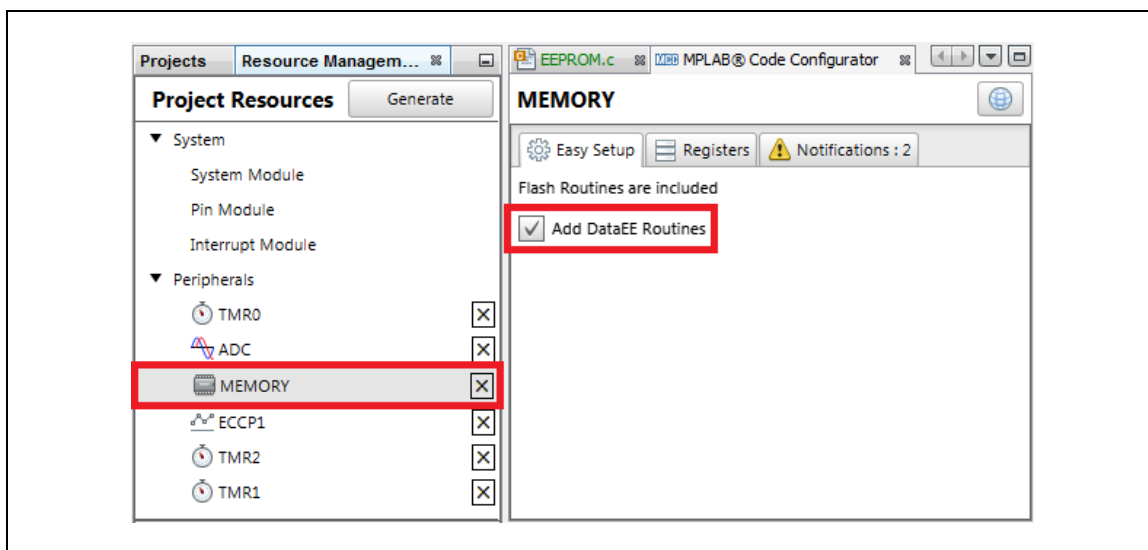 Projects
Resource Managem...
Project Resources
Generate
System
System Module
Pin Module
Interrupt Module
Peripherals
TMR0
ADC
MEMORY
ECCP1
TMR2
TMR1
EEPROM.c
MPLAB® Code Configurator
MEMORY
Easy Setup
Registers
Notifications : 2
Flash Routines are included
Add DataEE Routines